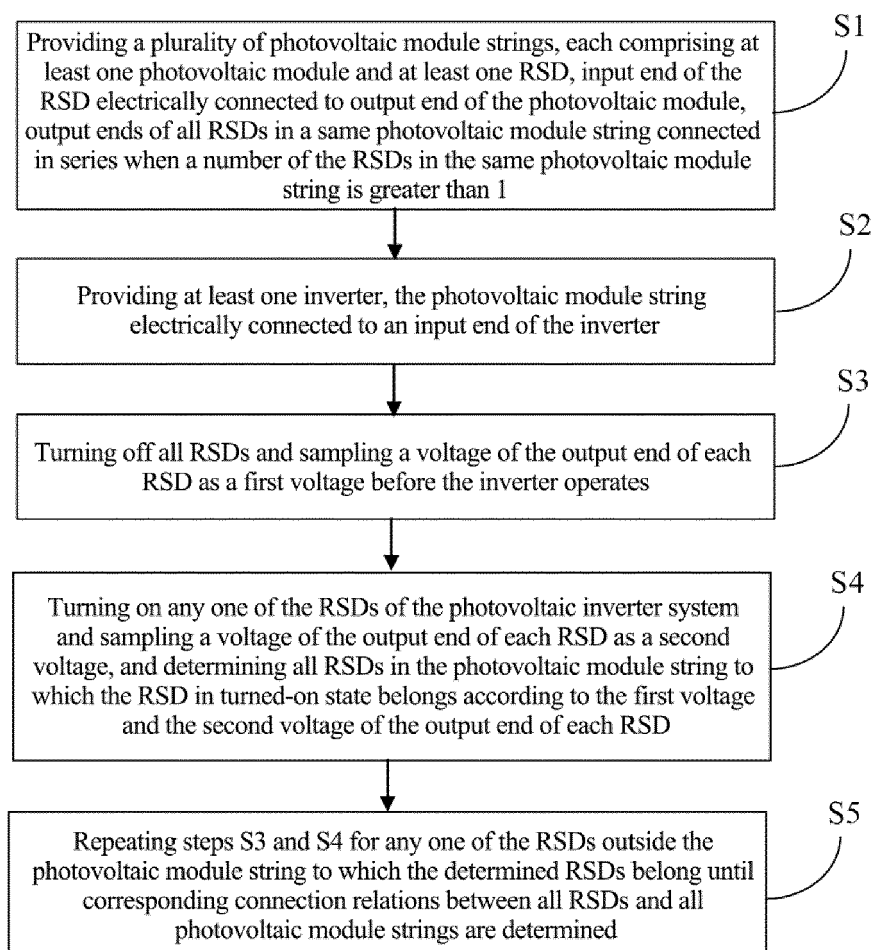 S1
Providing a plurality of photovoltaic module strings, each comprising at
least one photovoltaic module and at least one RSD, input end of the
RSD electrically connected to output end of the photovoltaic module,
output ends of all RSDs in a same photovoltaic module string connected
in series when a number of the RSDs in the same photovoltaic module
string is greater than 1
S2
Providing at least one inverter, the photovoltaic module string
electrically connected to an input end of the inverter
S3
Turning off all RSDs and sampling a voltage of the output end of each
RSD as a first voltage before the inverter operates
S4
Turning on any one of the RSDs of the photovoltaic inverter system
and sampling a voltage of the output end of each RSD as a second
voltage, and determining all RSDs in the photovoltaic module string to
which the RSD in turned-on state belongs according to the first voltage
and the second voltage of the output end of each RSD
S5
Repeating steps S3 and S4 for any one of the RSDs outside the
photovoltaic module string to which the determined RSDs belong until
corresponding connection relations between all RSDs and all
photovoltaic module strings are determined